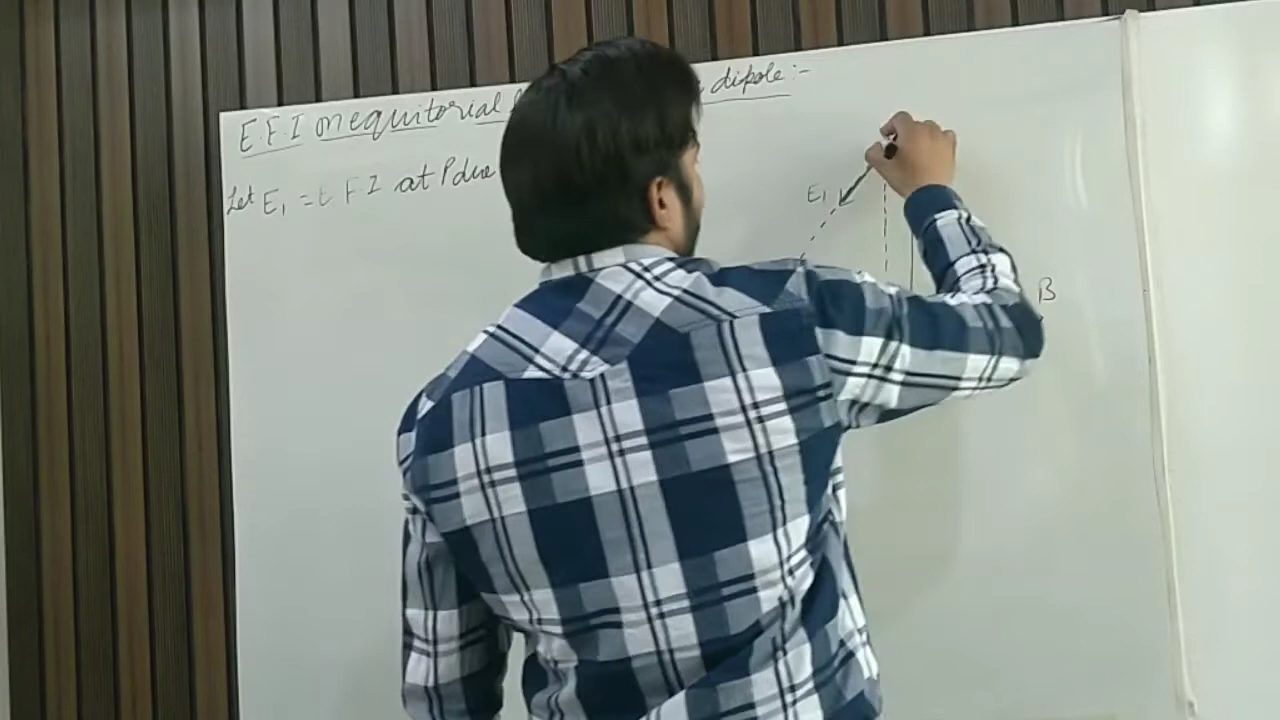 E.F.I on equitorial dipole :-
Let E₁ = E F I at P due
E₁
B